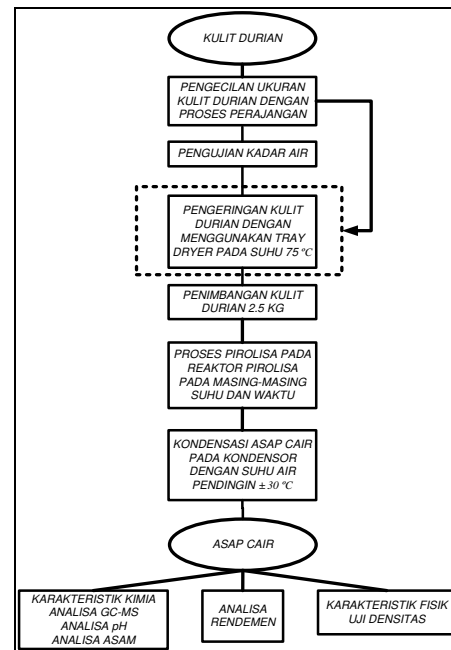 KULIT DURIAN
PENGECILAN UKURAN
KULIT DURIAN DENGAN
PROSES PERAJANGAN
PENGUJIAN KADAR AIR
PENGERINGAN KULIT
DURIAN DENGAN
MENGGUNAKAN TRAY
DRYER PADA SUHU 75 °C
PENIMBANGAN KULIT
DURIAN 2.5 KG
PROSES PIROLISA PADA
REAKTOR PIROLISA
PADA MASING-MASING
SUHU DAN WAKTU
KONDENSASI ASAP CAIR
PADA KONDENSOR
DENGAN SUHU AIR
PENDINGIN ± 30 °C
ASAP CAIR
KARAKTERISTIK KIMIA
ANALISA GC-MS
ANALISA pH
ANALISA ASAM
ANALISA
RENDEMEN
KARAKTERISTIK FISIK
UJI DENSITAS